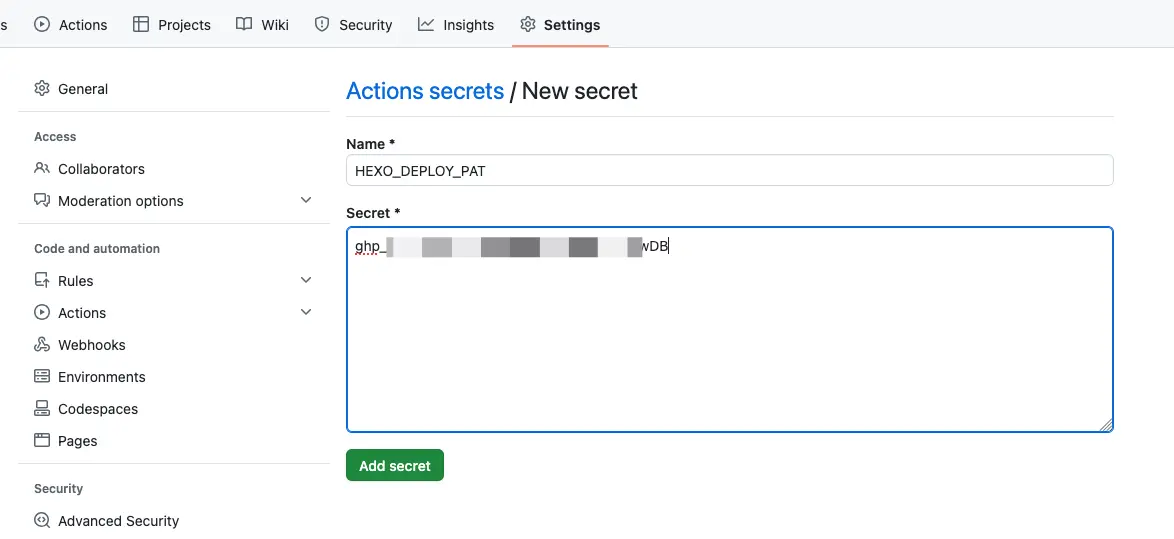 s Actions Projects Wiki Security Insights Settings
General
Access
Collaborators
Moderation options
Code and automation
Rules
Actions
Webhooks
Environments
Codespaces
Pages
Security
Advanced Security
Actions secrets / New secret
Name *
HEXO_DEPLOY_PAT
Secret *
ghp_ wDB
Add secret